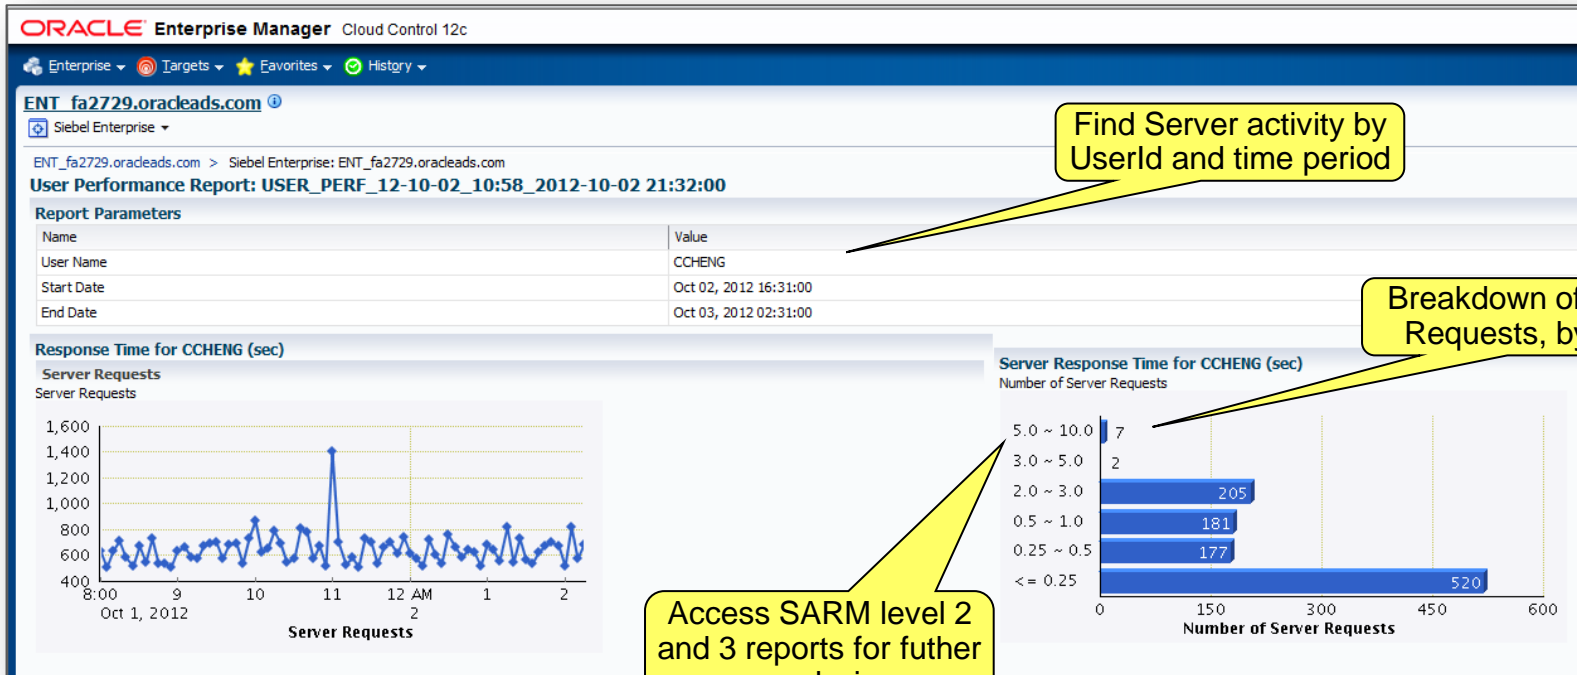 ORACLE Enterprise Manager Cloud Control 12c
Enterprise Targets Favorites History
ENT_fa2729.oracleads.com
Siebel Enterprise
ENT_fa2729.oracleads.com > Siebel Enterprise: ENT_fa2729.oracleads.com
User Performance Report: USER_PERF_12-10-02_10:58_2012-10-02 21:32:00
Find Server activity by
UserId and time period
Report Parameters
Name Value
User Name CCHENG
Start Date Oct 02, 2012 16:31:00
End Date Oct 03, 2012 02:31:00
Breakdown of
Requests, by
Response Time for CCHENG (sec)
Server Requests
Server Requests
1,600
1,400
1,200
1,000
800
600
400
8:00 9 10 11 12 AM 1 2
Oct 1, 2012 2
Server Requests
Server Response Time for CCHENG (sec)
Number of Server Requests
5.0 ~ 10.0 7
3.0 ~ 5.0 2
2.0 ~ 3.0 205
0.5 ~ 1.0 181
0.25 ~ 0.5 177
<= 0.25 520
0 150 300 450 600
Number of Server Requests
Access SARM level 2
and 3 reports for futher